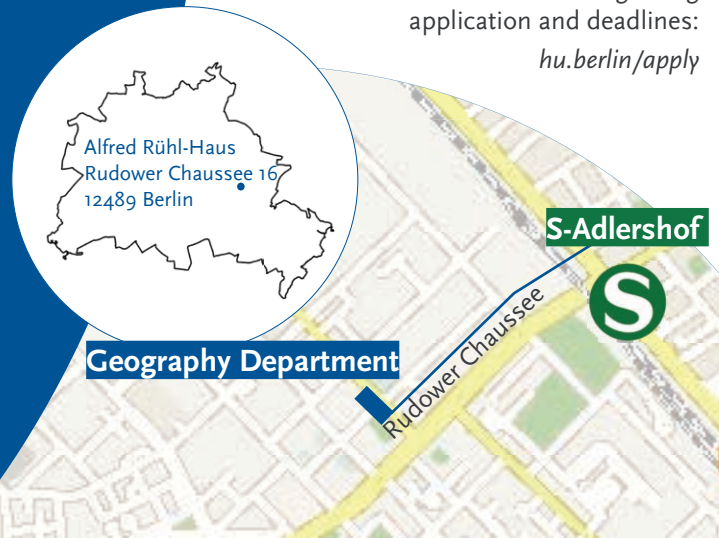 application and deadlines:
hu.berlin/apply
Alfred Rühl-Haus
Rudower Chaussee 16
12489 Berlin
S-Adlershof
S
Rudower Chaussee
Geography Department